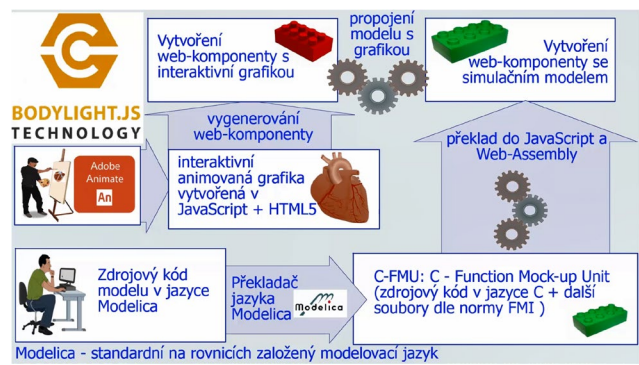 Vytvoření
web-komponenty s
interaktivní grafikou
propojení
modelu s
grafikou
Vytvoření
web-komponenty se
simulačním modelem
BODYLIGHT.JS
TECHNOLOGY
vygenerování
web-komponenty
překlad do JavaScript a
Web-Assembly
Adobe
Animate
An
interaktivní
animovaná grafika
vytvořená v
JavaScript + HTML5
Zdrojový kód
modelu v jazyce
Modelica
Překladač
jazyka
Modelica
Modelica
C-FMU: C - Function Mock-up Unit
(zdrojový kód v jazyce C + další
soubory dle normy FMI )
Modelica - standardní na rovnicích založený modelovací jazyk